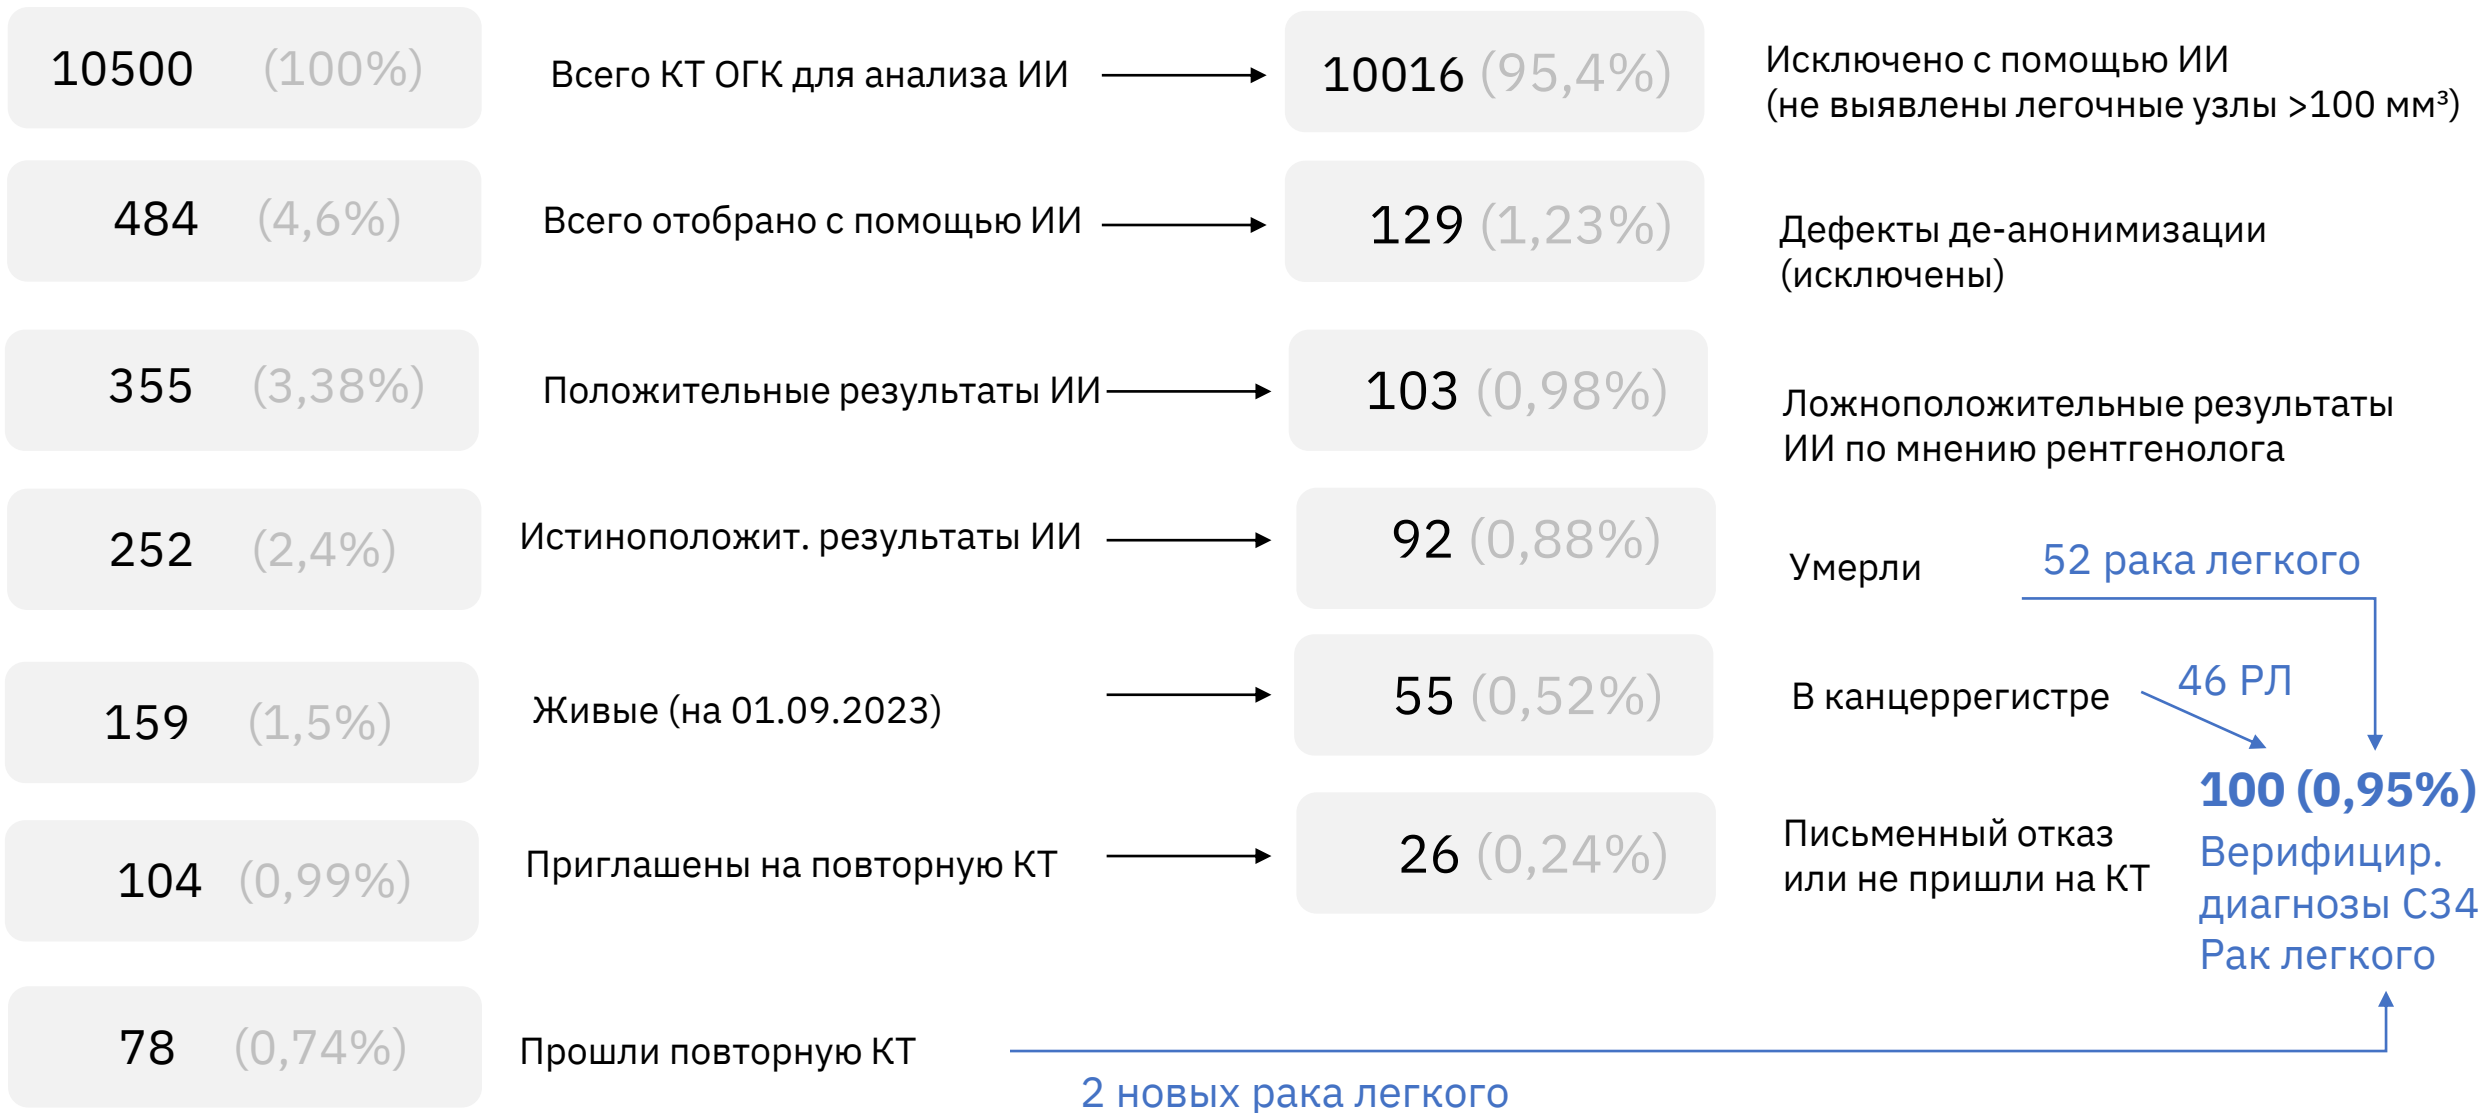 10500 (100%)
Всего КТ ОГК для анализа ИИ
10016 (95,4%)
Исключено с помощью ИИ
(не выявлены легочные узлы >100 мм³)
484 (4,6%)
Всего отобрано с помощью ИИ
129 (1,23%)
Дефекты де-анонимизации
(исключены)
355 (3,38%)
Положительные результаты ИИ
103 (0,98%)
Ложноположительные результаты
ИИ по мнению рентгенолога
252 (2,4%)
Истиноположит. результаты ИИ
92 (0,88%)
Умерли
52 рака легкого
159 (1,5%)
Живые (на 01.09.2023)
55 (0,52%)
В канцеррегистре
46 РЛ
104 (0,99%)
Приглашены на повторную КТ
26 (0,24%)
Письменный отказ
или не пришли на КТ
100 (0,95%)
Верифицир.
диагнозы С34
Рак легкого
78 (0,74%)
Прошли повторную КТ
2 новых рака легкого